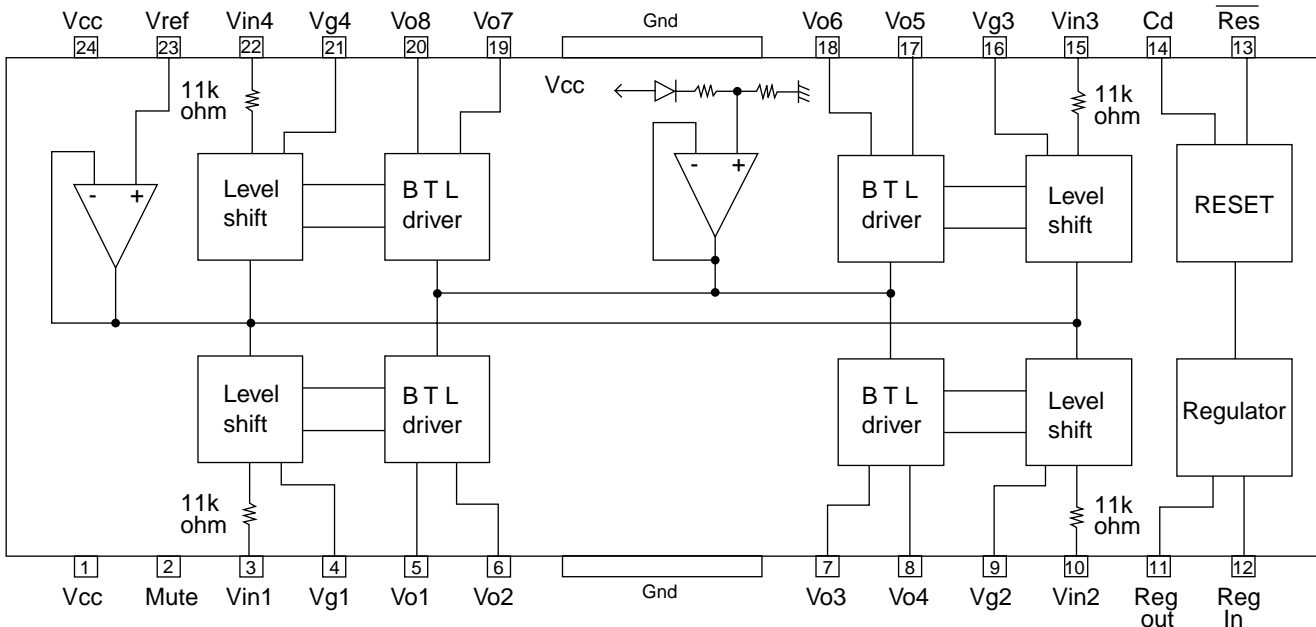 Vcc Vref Vin4 Vg4 Vo8 Vo7 Gnd Vo6 Vo5 Vg3 Vin3 Cd Res
24 23 22 21 20 19 18 17 16 15 14 13
11k
ohm
Vcc
11k
ohm
- +
Level
shift
B T L
driver
- +
B T L
driver
Level
shift
RESET
Level
shift
B T L
driver
B T L
driver
Level
shift
Regulator
11k
ohm
11k
ohm
1 2 3 4 5 6 7 8 9 10 11 12
Vcc Mute Vin1 Vg1 Vo1 Vo2 Gnd Vo3 Vo4 Vg2 Vin2 Reg
out
Reg
In